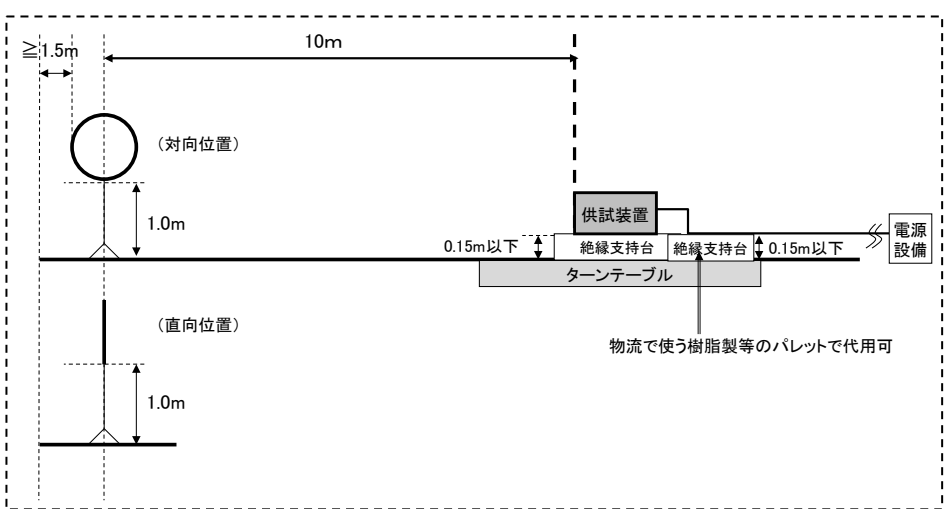 10m
≧1.5m
（対向位置）
1.0m
供試装置
0.15m以下
絶縁支持台
絶縁支持台
0.15m以下
電源
設備
ターンテーブル
（直向位置）
物流で使う樹脂製等のパレットで代用可
1.0m